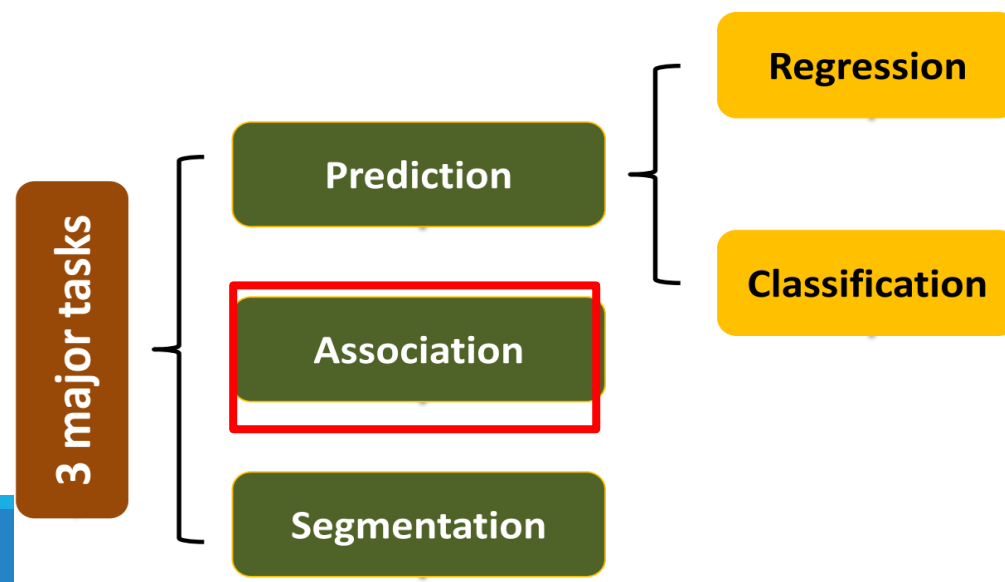 3 major tasks
Prediction
Association
Segmentation
Regression
Classification